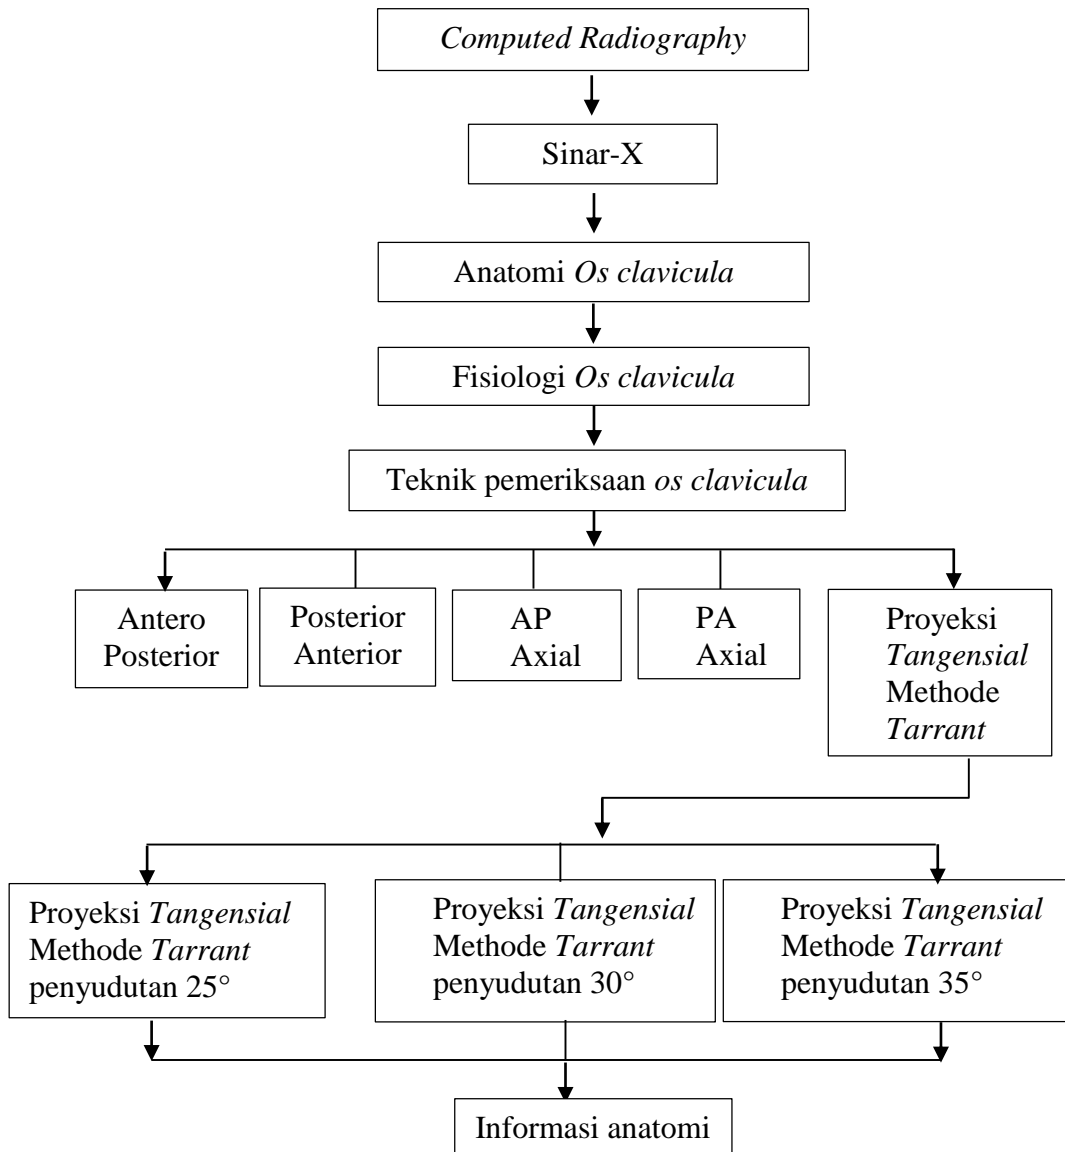 Computed Radiography
Sinar-X
Anatomi Os clavicula
Fisiologi Os clavicula
Teknik pemeriksaan os clavicula
Antero
Posterior
Posterior
Anterior
AP
Axial
PA
Axial
Proyeksi
Tangensial
Methode
Tarrant
Proyeksi Tangensial
Methode Tarrant
penyudutan 25°
Proyeksi Tangensial
Methode Tarrant
penyudutan 30°
Proyeksi Tangensial
Methode Tarrant
penyudutan 35°
Informasi anatomi